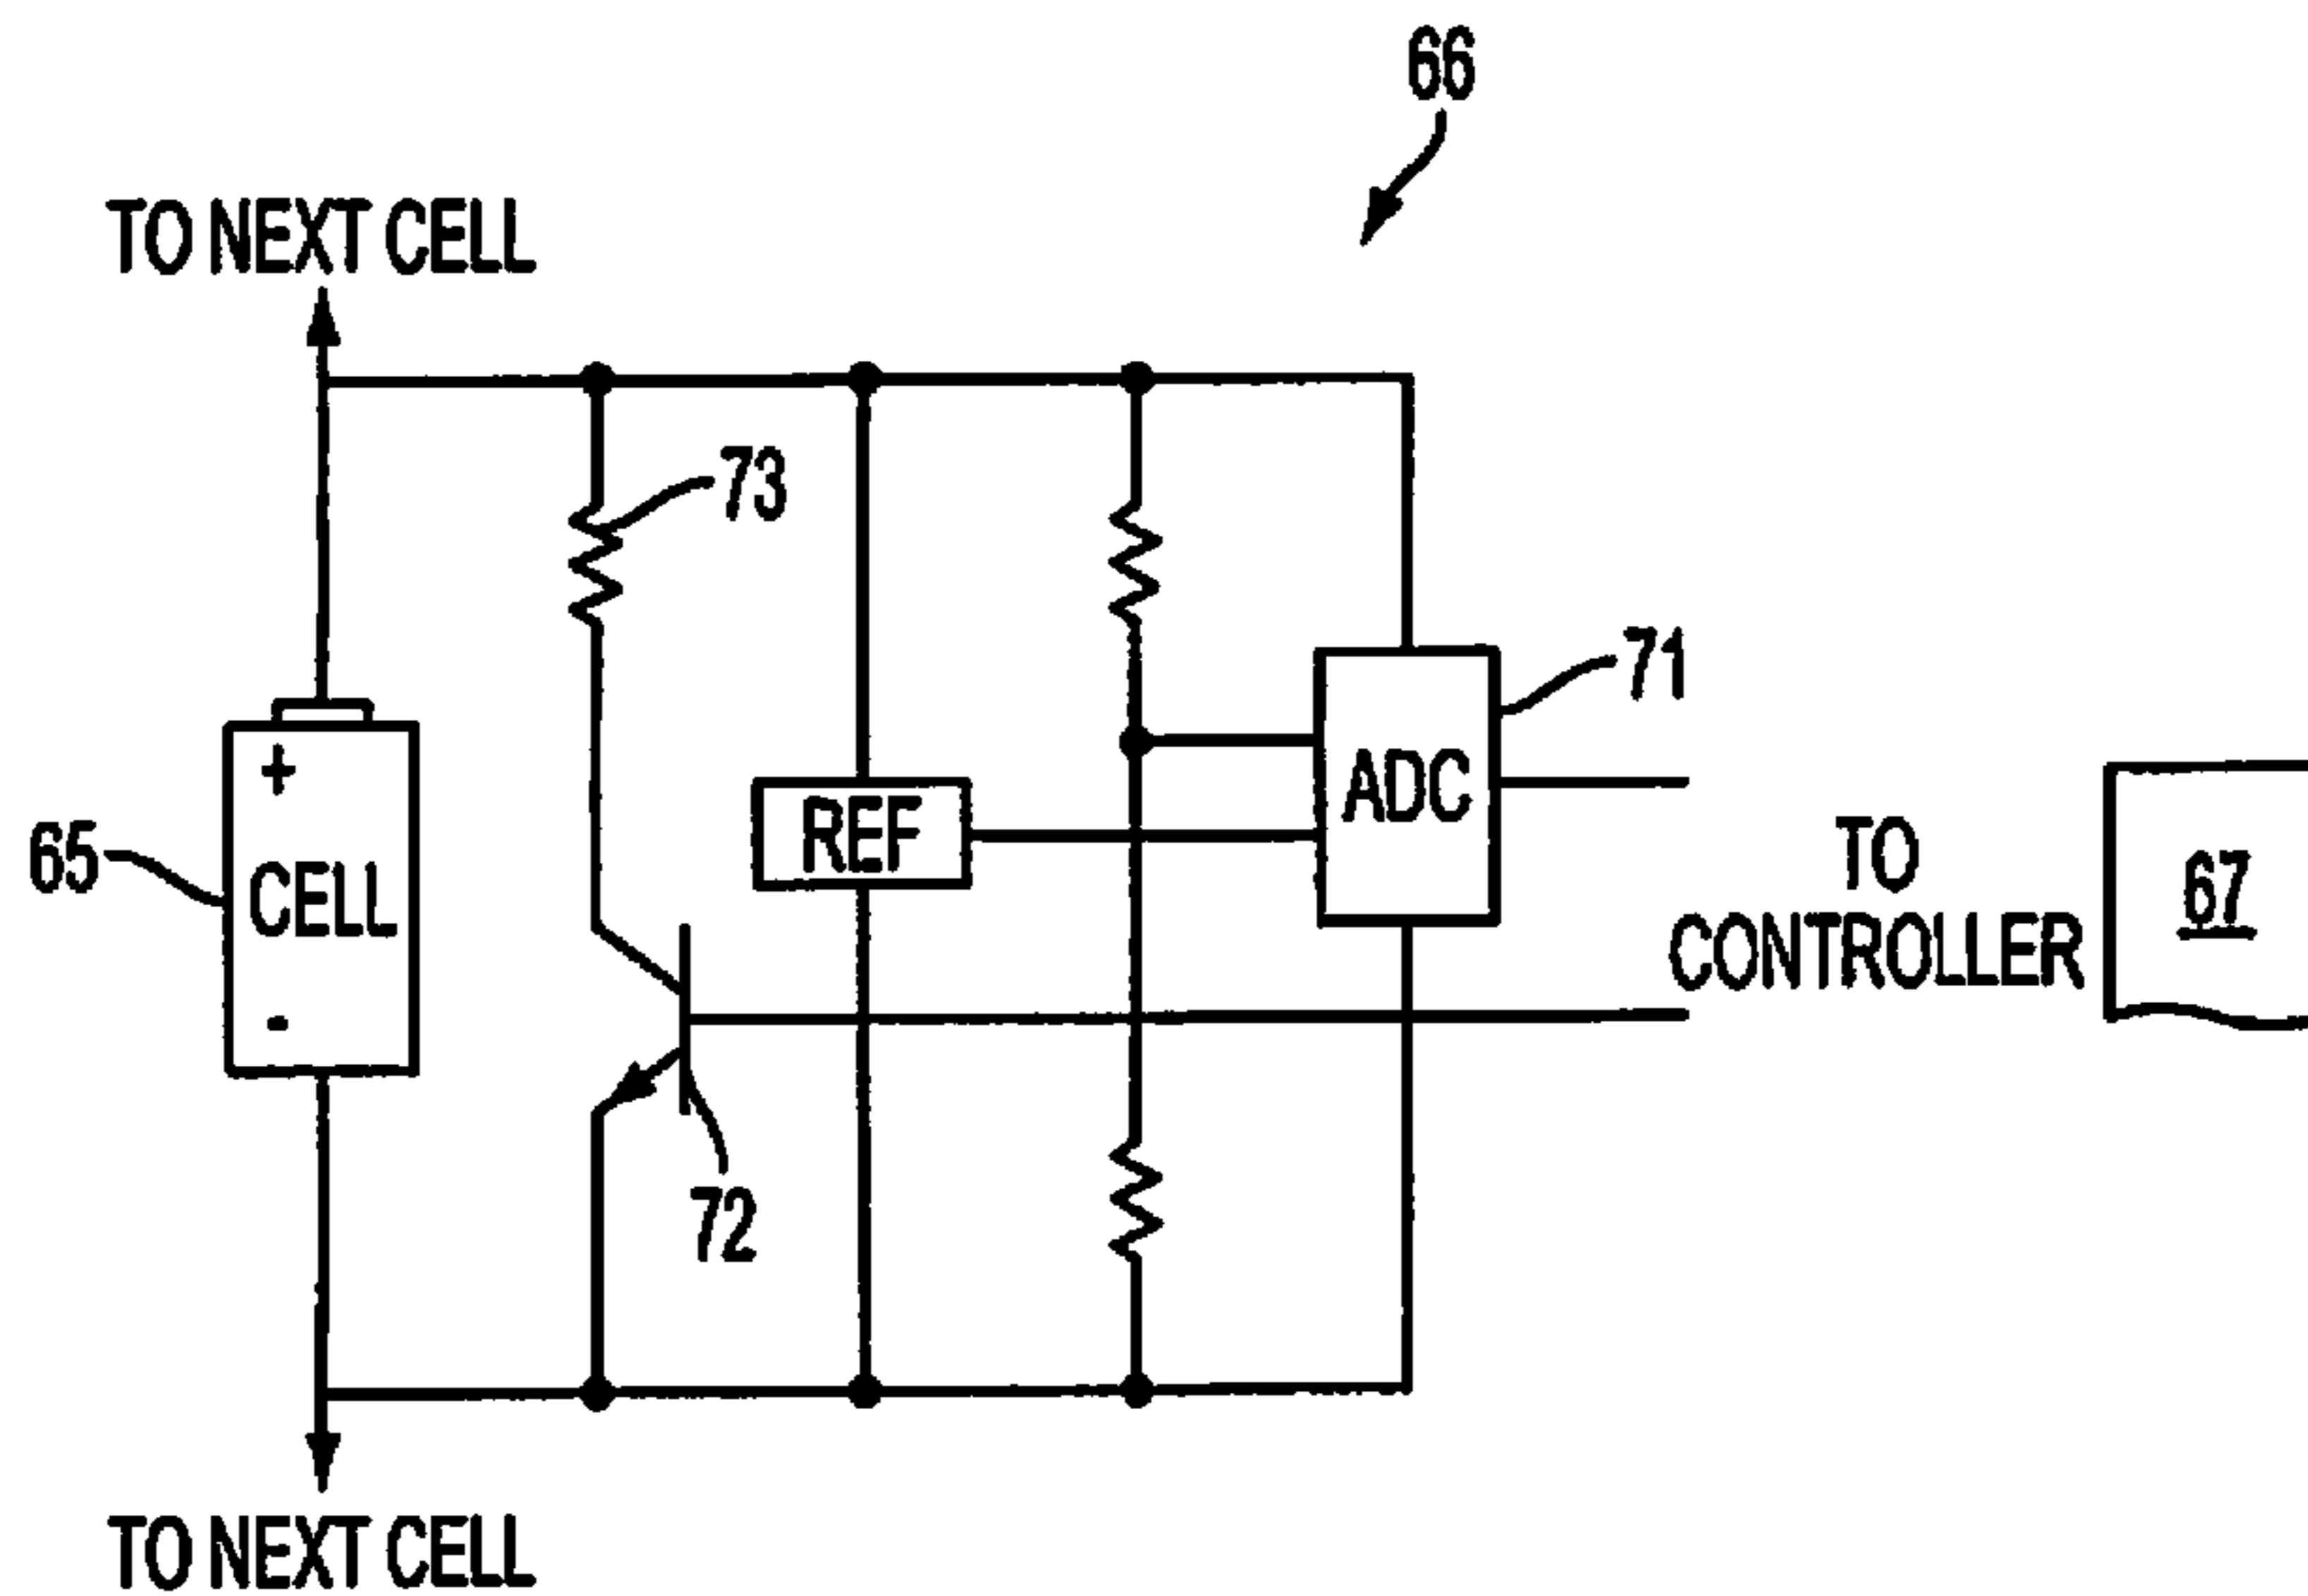 66
TO NEXT CELL
73
71
+
REF
ADC
65
CELL
TO
CONTROLLER
67
-
72
TO NEXT CELL